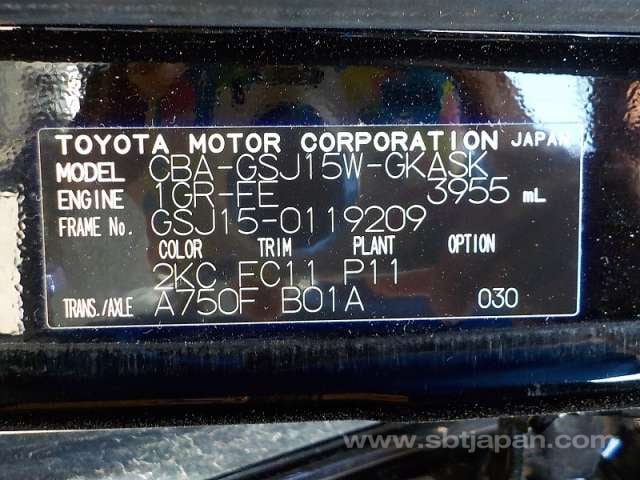 TOYOTA MOTOR CORPORATION JAPAN
MODEL CBA-GSJ15W-GKASK
ENGINE 1GR-FE 3955 mL
FRAME No. GSJ15-0119209
COLOR TRIM PLANT OPTION
2KC FC11 P11
TRANS./AXLE A750F B01A 030
www.sbtjapan.com